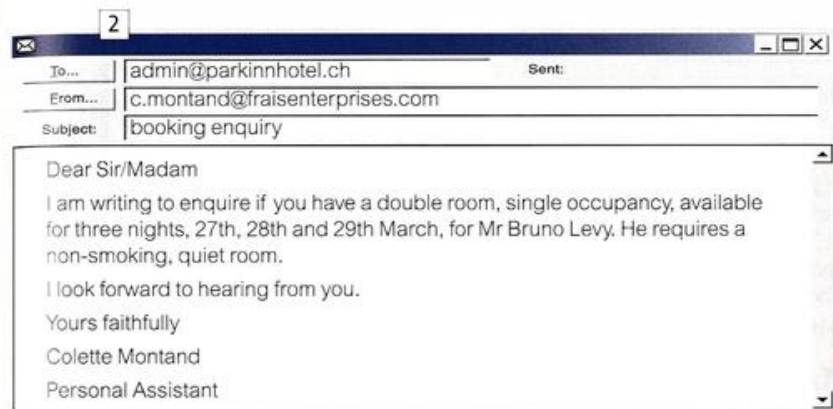 2
To... admin@parkinnhotel.ch Sent:
From... c.montand@fraisenterprises.com
Subject: booking enquiry
Dear Sir/Madam
I am writing to enquire if you have a double room, single occupancy, available
for three nights, 27th, 28th and 29th March, for Mr Bruno Levy. He requires a
non-smoking, quiet room.
I look forward to hearing from you.
Yours faithfully
Colette Montand
Personal Assistant